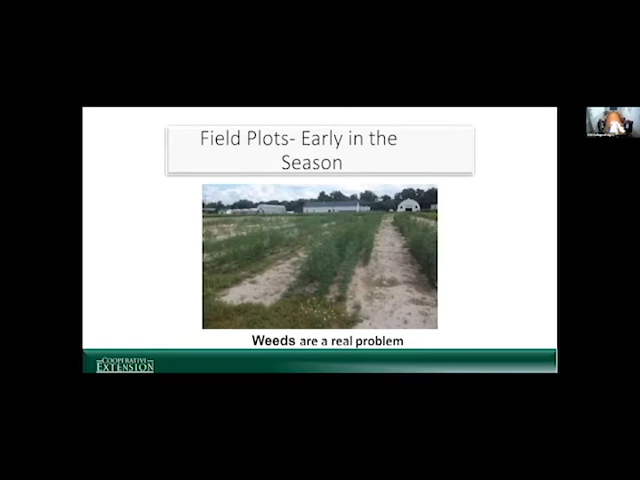 Field Plots- Early in the
Season
Weeds are a real problem
COOPERATIVE
EXTENSION